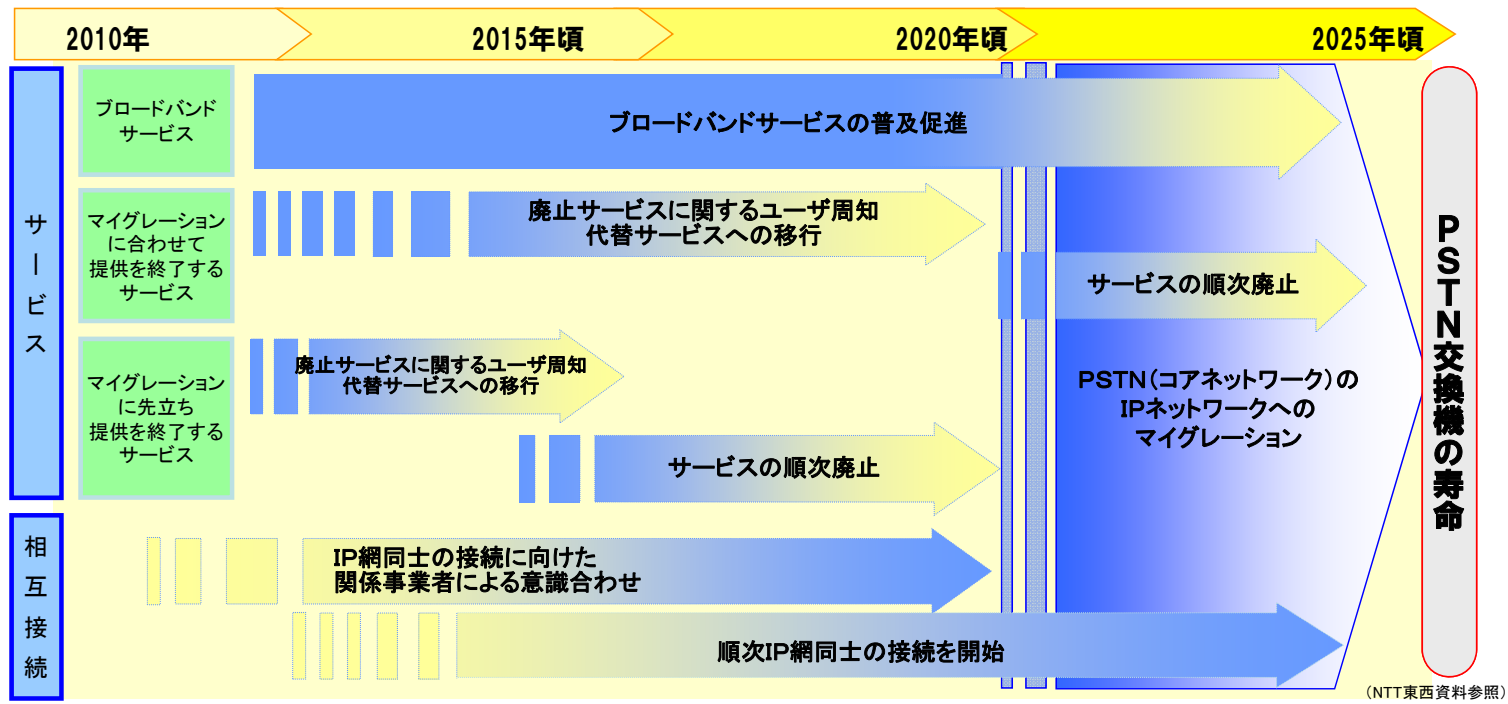 2010年
2015年頃
2020年頃
2025年頃
サービス
ブロードバンド
サービス
ブロードバンドサービスの普及促進
マイグレーション
に合わせて
提供を終了する
サービス
廃止サービスに関するユーザ周知
代替サービスへの移行
サービスの順次廃止
マイグレーション
に先立ち
提供を終了する
サービス
廃止サービスに関するユーザ周知
代替サービスへの移行
サービスの順次廃止
PSTN(コアネットワーク)の
IPネットワークへの
マイグレーション
相互接続
IP網同士の接続に向けた
関係事業者による意識合わせ
順次IP網同士の接続を開始
PSTN交換機の寿命
(NTT東西資料参照)